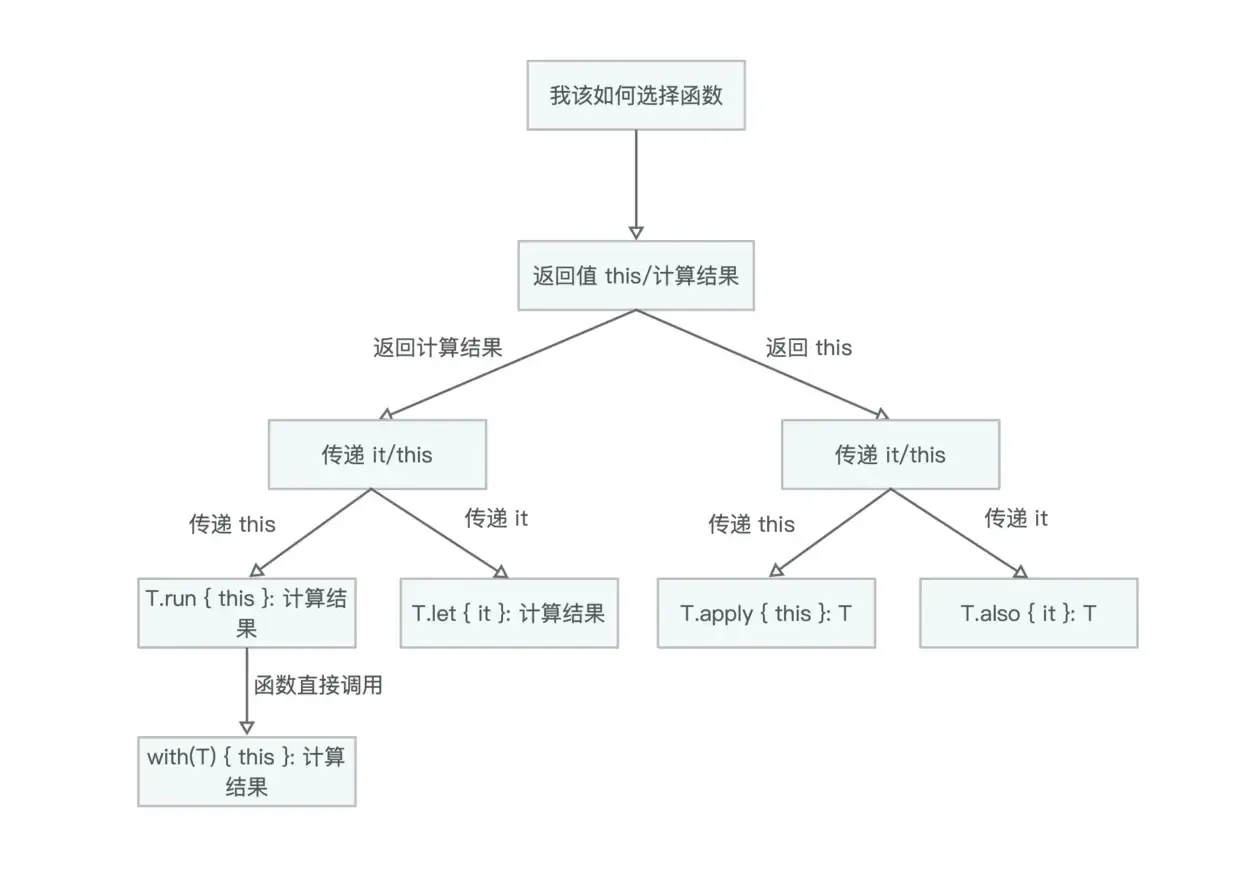 我该如何选择函数
返回值 this/计算结果
返回计算结果
返回 this
传递 it/this
传递 it/this
传递 this
传递 it
传递 this
传递 it
T.run { this }: 计算结
果
T.let { it }: 计算结果
T.apply { this }: T
T.also { it }: T
函数直接调用
with(T) { this }: 计算
结果